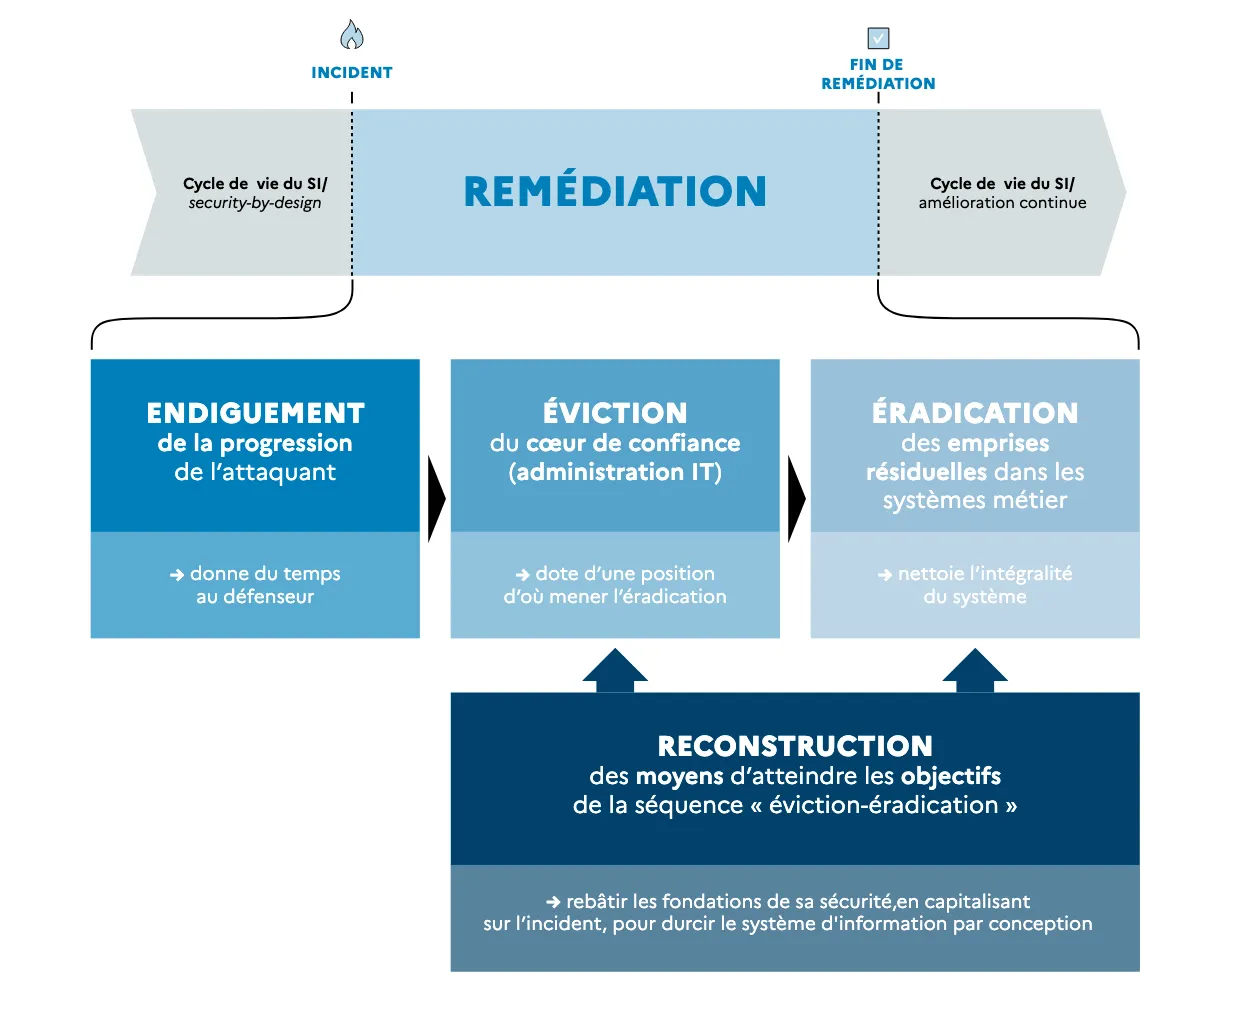 INCIDENT
FIN DE
REMÉDIATION
Cycle de vie du SI/
security-by-design
REMÉDIATION
Cycle de vie du SI/
amélioration continue
ENDIGUEMENT
de la progression
de l'attaquant
→ donne du temps
au défenseur
ÉVICTION
du cœur de confiance
(administration IT)
→ dote d'une position
d'où mener l'éradication
ÉRADICATION
des emprises
résiduelles dans les
systèmes métier
→ nettoie l'intégralité
du système
RECONSTRUCTION
des moyens d'atteindre les objectifs
de la séquence « éviction-éradication »
→ rebâtir les fondations de sa sécurité,en capitalisant
sur l'incident, pour durcir le système d'information par conception